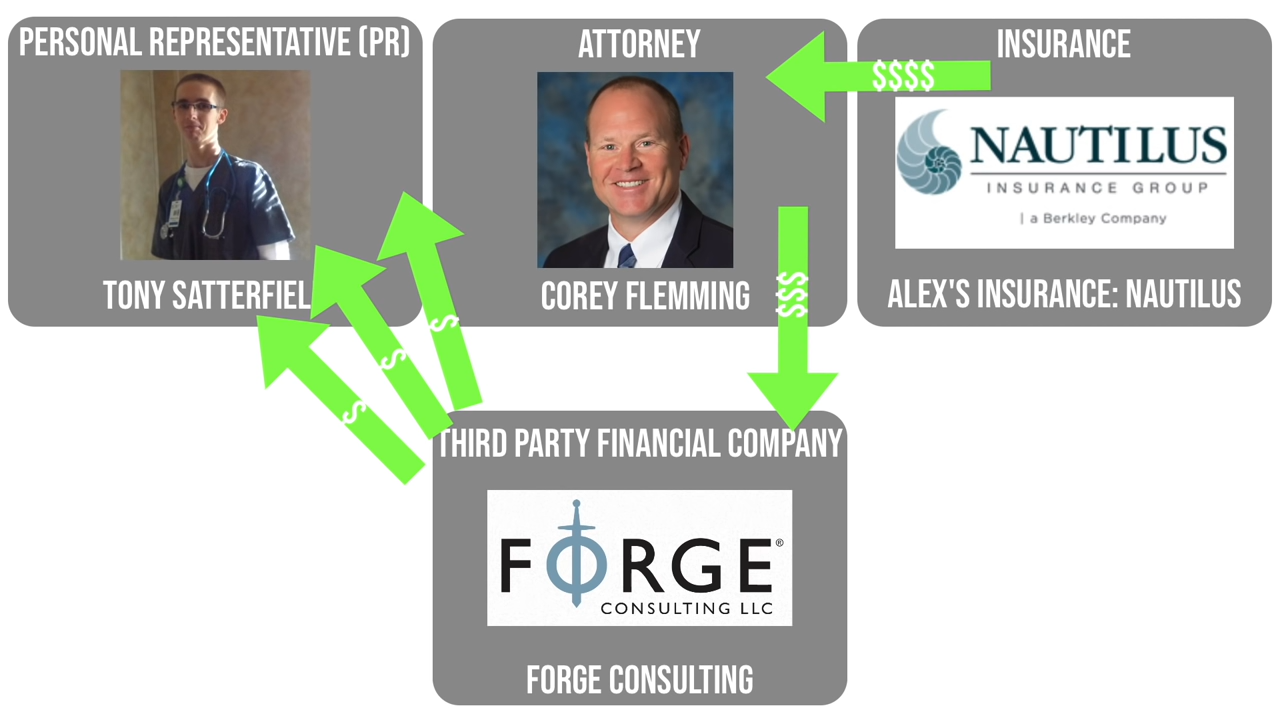 PERSONAL REPRESENTATIVE (PR)
TONY SATTERFIEL
ATTORNEY
COREY FLEMMING
INSURANCE
$$$$
NAUTILUS
INSURANCE GROUP
| a Berkley Company
ALEX'S INSURANCE: NAUTILUS
$$$
$
$
$
THIRD PARTY FINANCIAL COMPANY
FORGE®
CONSULTING LLC
FORGE CONSULTING